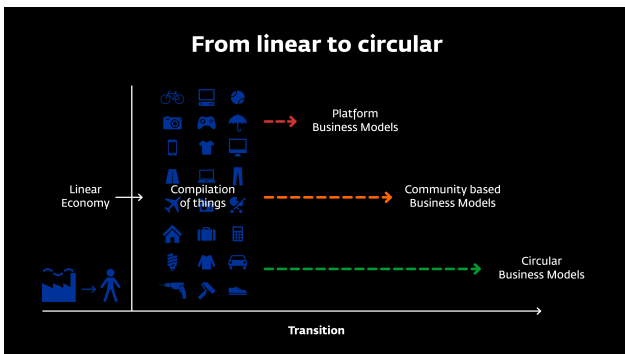 From linear to circular
Platform
Business Models
Linear
Economy
Compilation
of things
Community based
Business Models
Circular
Business Models
Transition